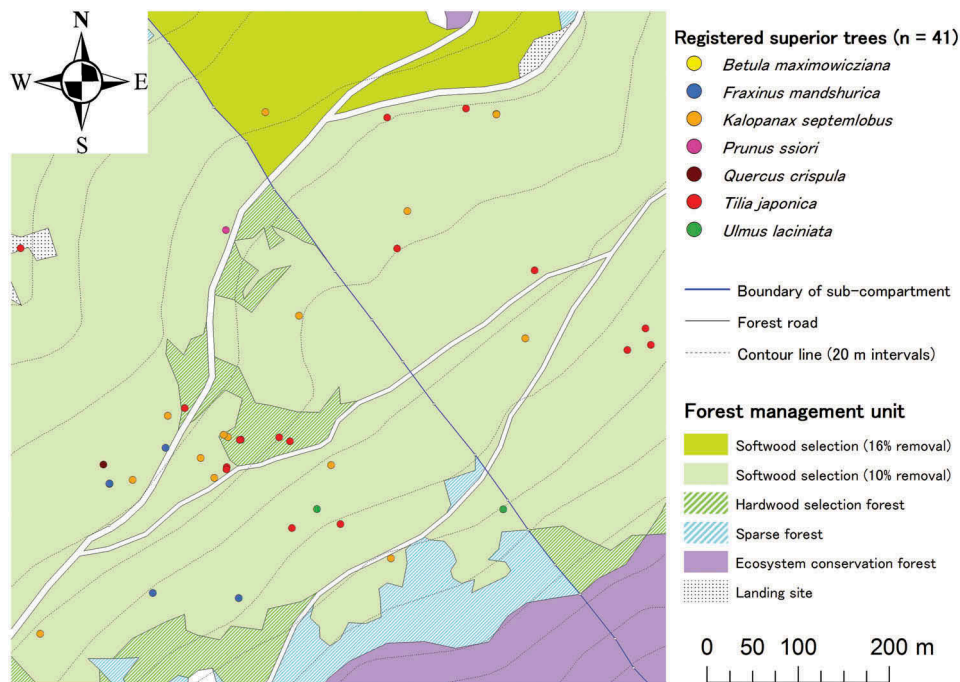 N
W E
S
Registered superior trees (n = 41)
Betula maximowicziana
Fraxinus mandshurica
Kalopanax septemlobus
Prunus ssiori
Quercus crispula
Tilia japonica
Ulmus laciniata
Boundary of sub-compartment
Forest road
Contour line (20 m intervals)
Forest management unit
Softwood selection (16% removal)
Softwood selection (10% removal)
Hardwood selection forest
Sparse forest
Ecosystem conservation forest
Landing site
0 50 100 200 m